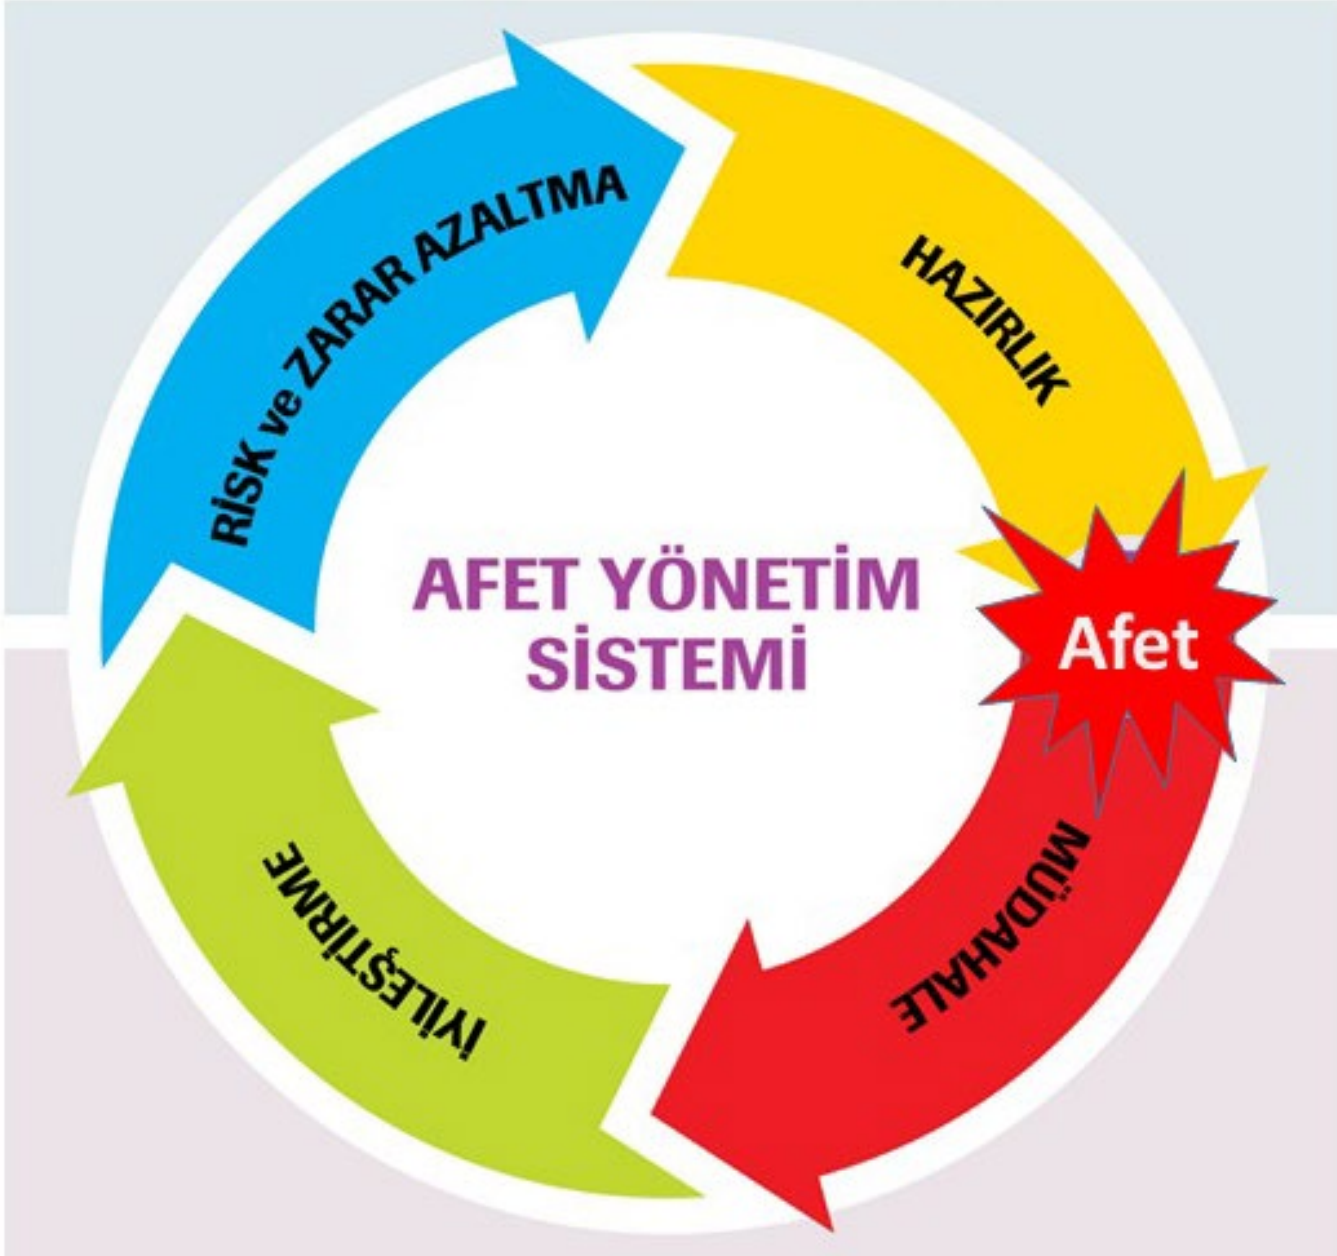 RİSK ve ZARAR AZALTMA
HAZIRLIK
AFET YÖNETİM
SİSTEMİ
Afet
MÜDAHALE
İYİLEŞTİRME